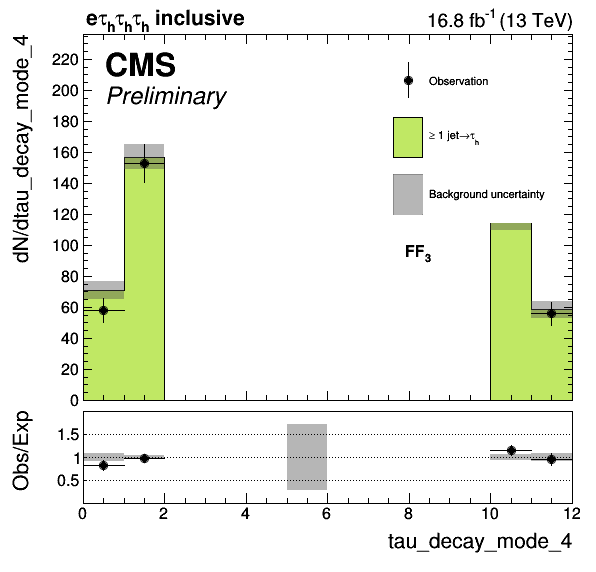 eτhτhτh inclusive
16.8 fb-1 (13 TeV)
CMS
Preliminary
Observation
≥ 1 jet→τh
Background uncertainty
FF3
dN/dtau_decay_mode_4
220
200
180
160
140
120
100
80
60
40
20
0
Obs/Exp
1.5
1
0.5
0 2 4 6 8 10 12
tau_decay_mode_4